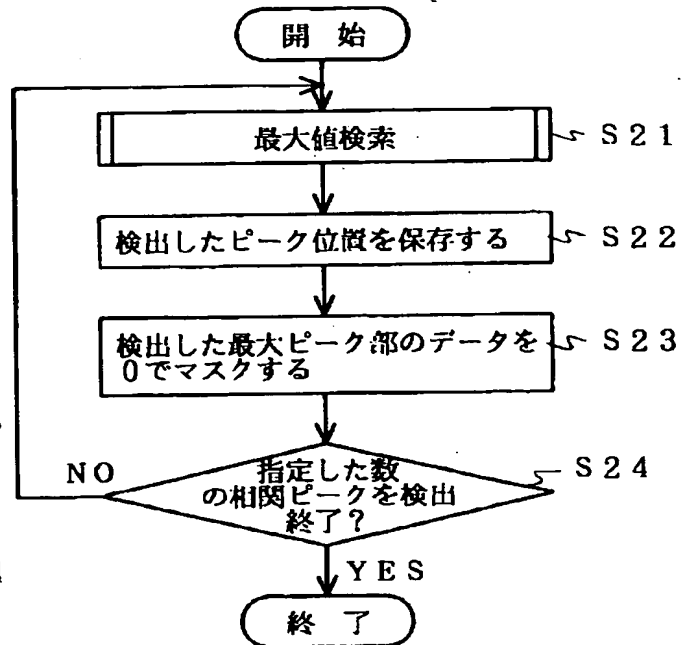 開 始
最大値検索
S21
検出したピーク位置を保存する
S22
検出した最大ピーク部のデータを
0でマスクする
S23
指定した数
の相関ピークを検出
終了?
S24
NO
YES
終 了